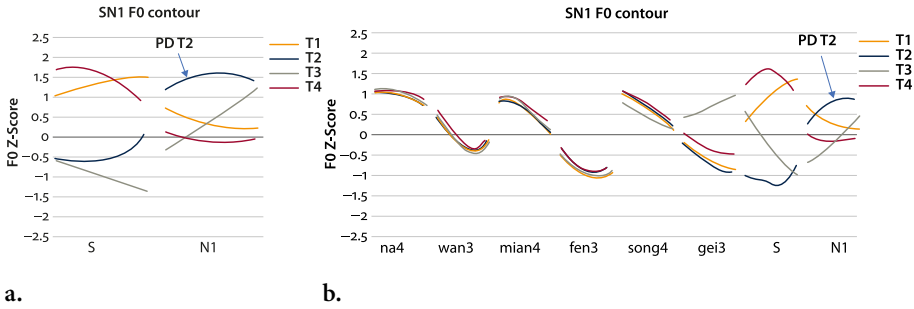 SN1 F0 contour
PD T2
F0 Z-Score
2.5
2
1.5
1
0.5
0
−0.5
−1
−1.5
−2
−2.5
S N1
T1
T2
T3
T4
a.
SN1 F0 contour
PD T2
F0 Z-Score
2.5
2
1.5
1
0.5
0
−0.5
−1
−1.5
−2
−2.5
na4 wan3 mian4 fen3 song4 gei3 S N1
T1
T2
T3
T4
b.